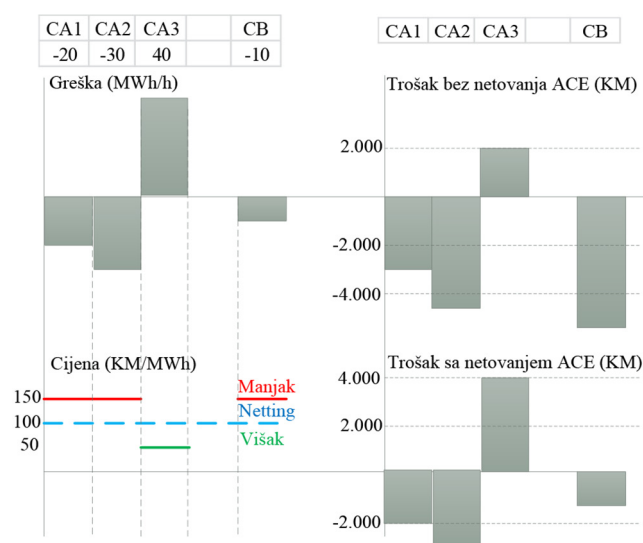 CA1 CA2 CA3 CB
-20 -30 40 -10
Greška (MWh/h)
Cijena (KM/MWh)
150
100
50
Manjak
Netting
Višak
CA1 CA2 CA3 CB
Trošak bez netovanja ACE (KM)
2.000
-2.000
-4.000
Trošak sa netovanjem ACE (KM)
4.000
2.000
-2.000